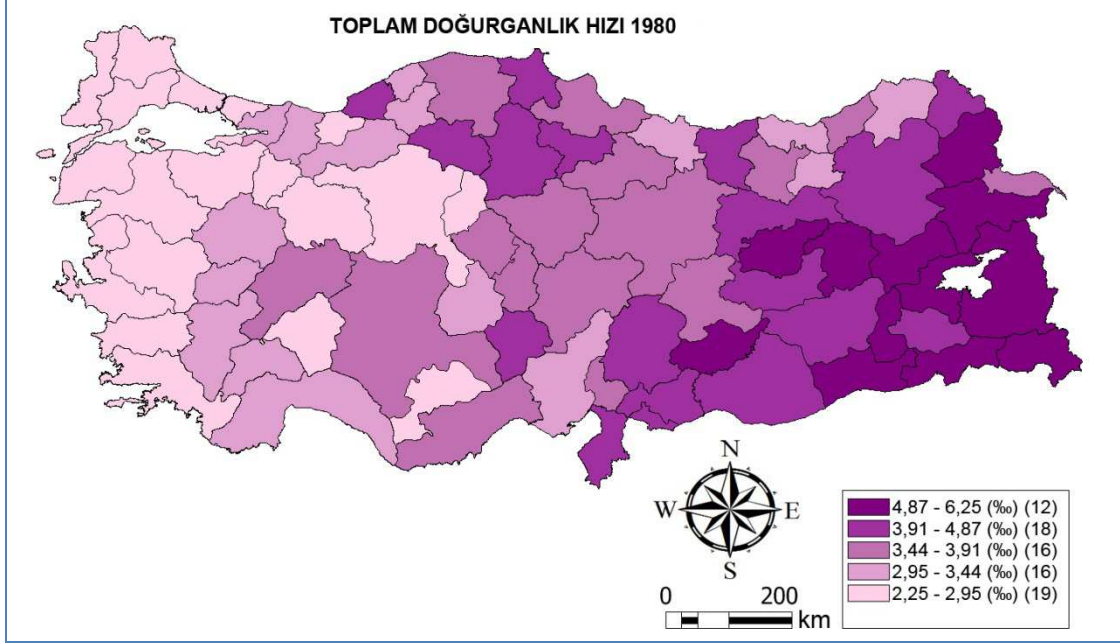 TOPLAM DOĞURGANLIK HIZI 1980
N
W E
S
0 200
km
4,87 - 6,25 (‰) (12)
3,91 - 4,87 (‰) (18)
3,44 - 3,91 (‰) (16)
2,95 - 3,44 (‰) (16)
2,25 - 2,95 (‰) (19)